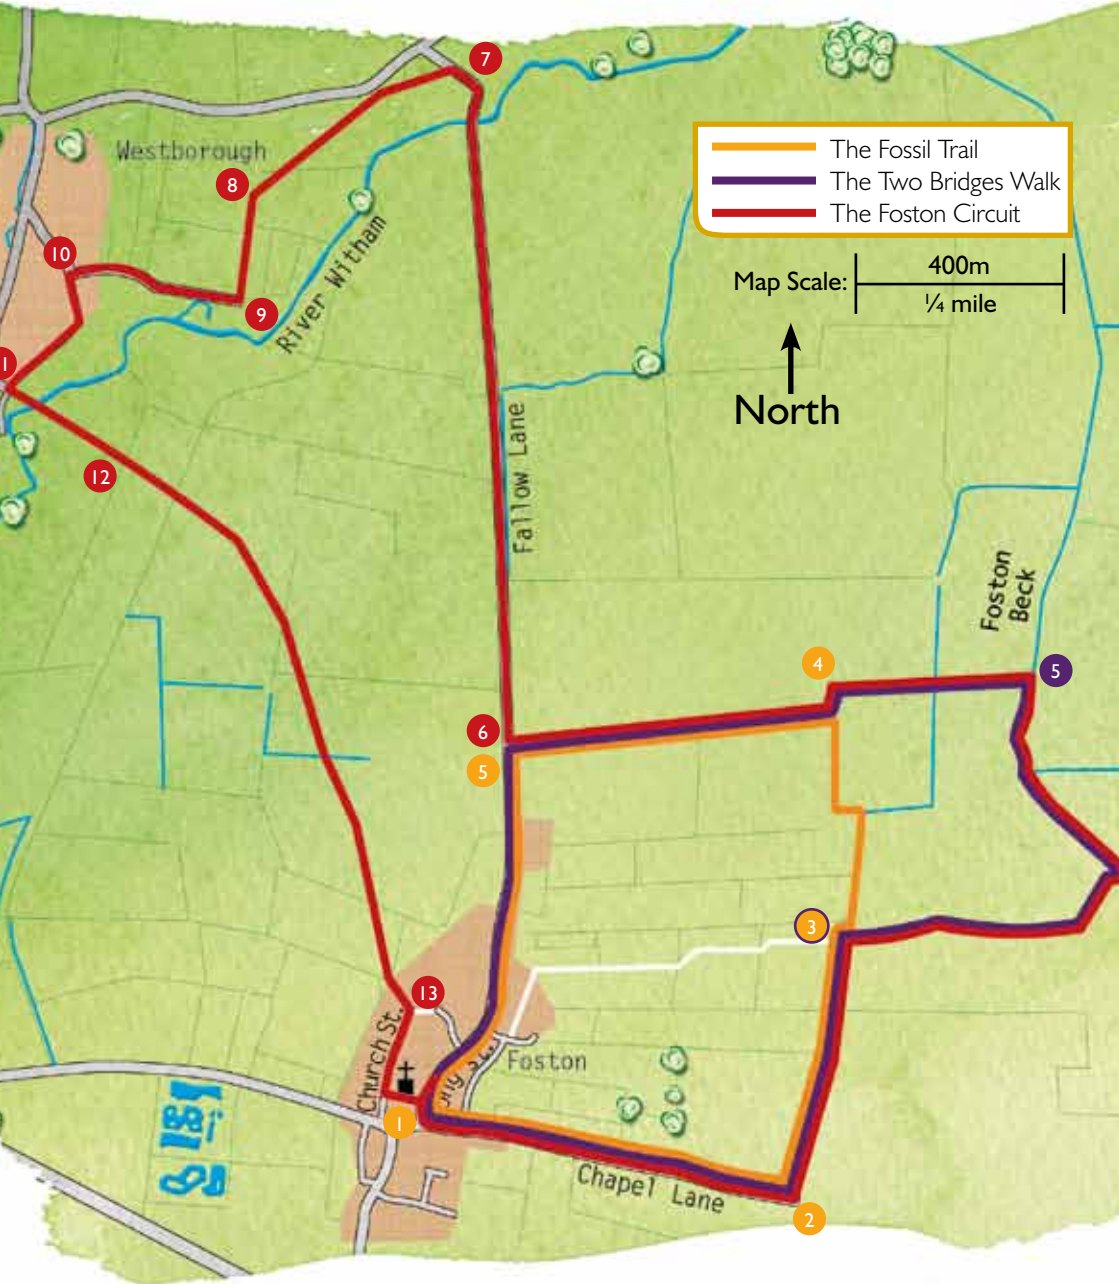 7
Westborough
The Fossil Trail
The Two Bridges Walk
The Foston Circuit
8
10
400m
Map Scale:
¼ mile
9
River Witham
North
12
Fallow Lane
Foston
Beck
4
5
6
5
3
13
Church St.
Foston
1
Chapel Lane
2